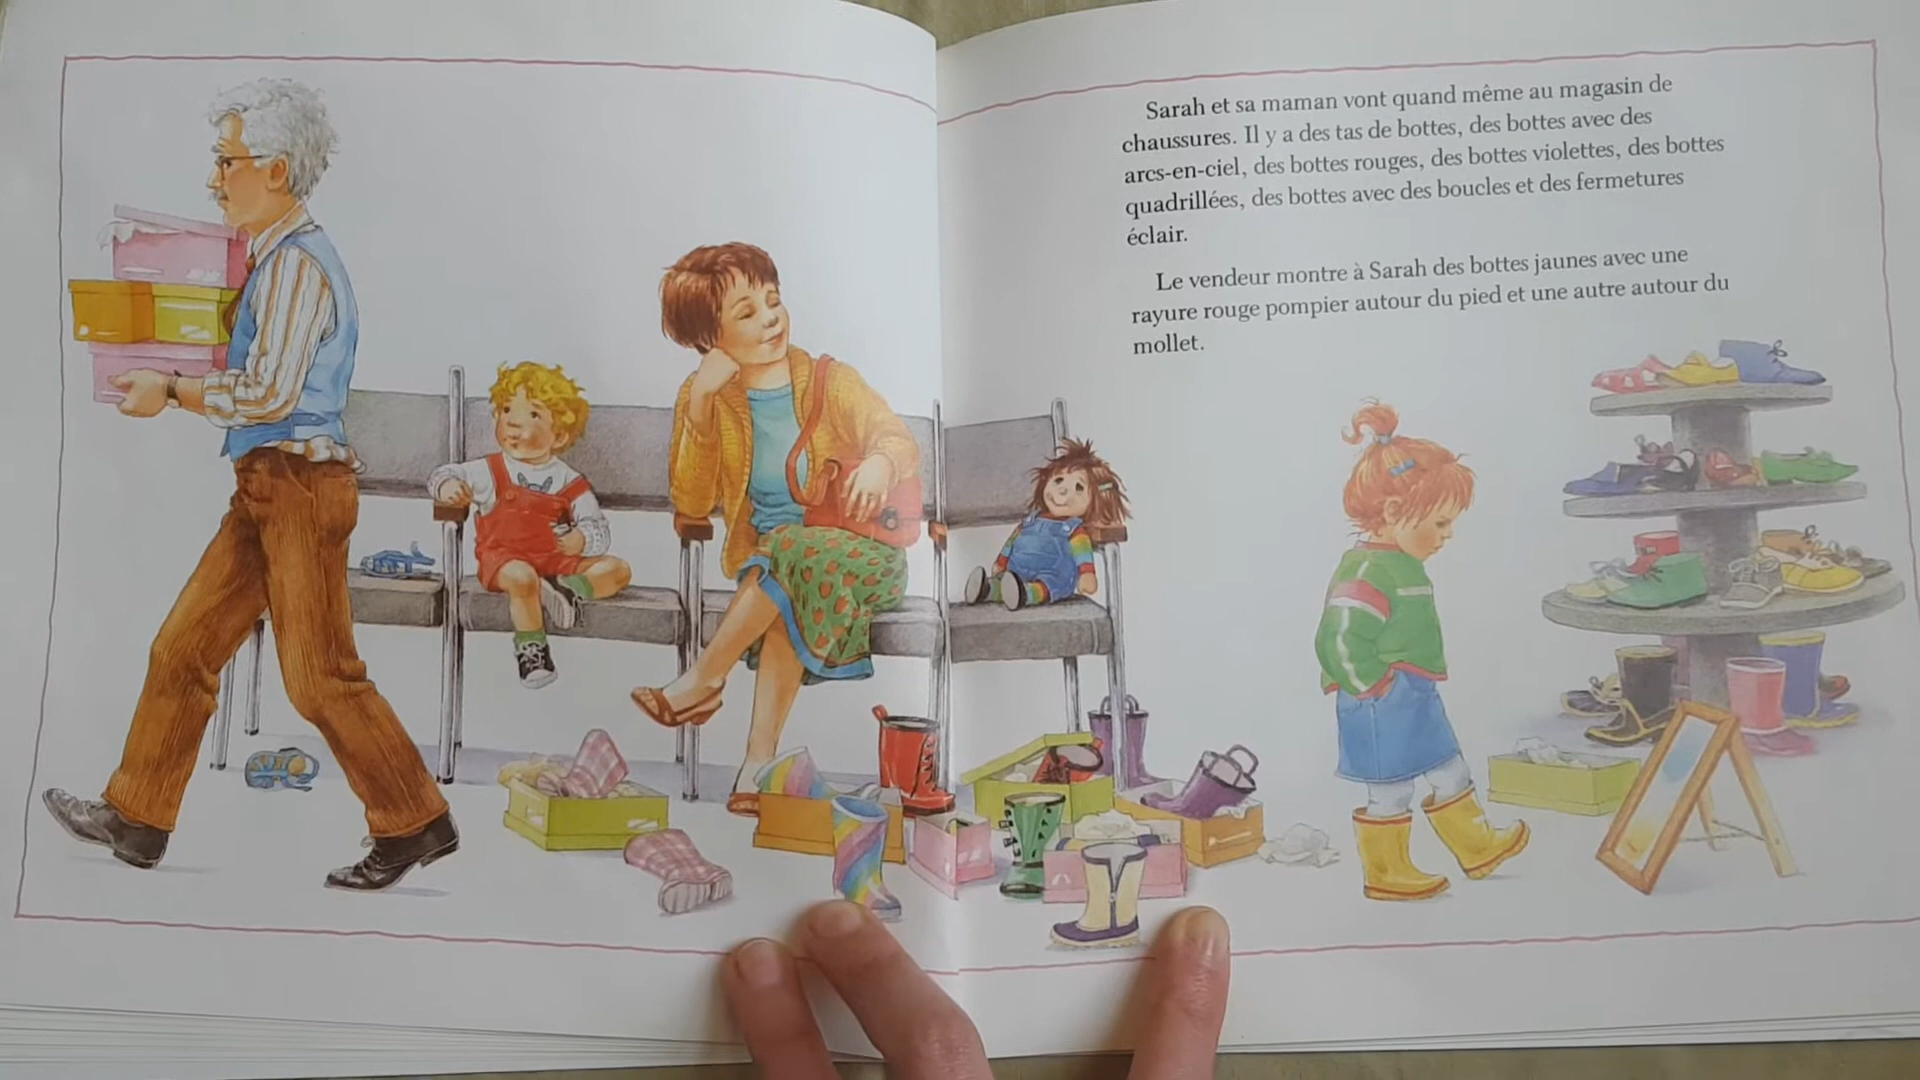 Sarah et sa maman vont quand même au magasin de
chaussures. Il y a des tas de bottes, des bottes avec des
arcs-en-ciel, des bottes rouges, des bottes violettes, des bottes
quadrillées, des bottes avec des boucles et des fermetures
éclair.
Le vendeur montre à Sarah des bottes jaunes avec une
rayure rouge pompier autour du pied et une autre autour du
mollet.